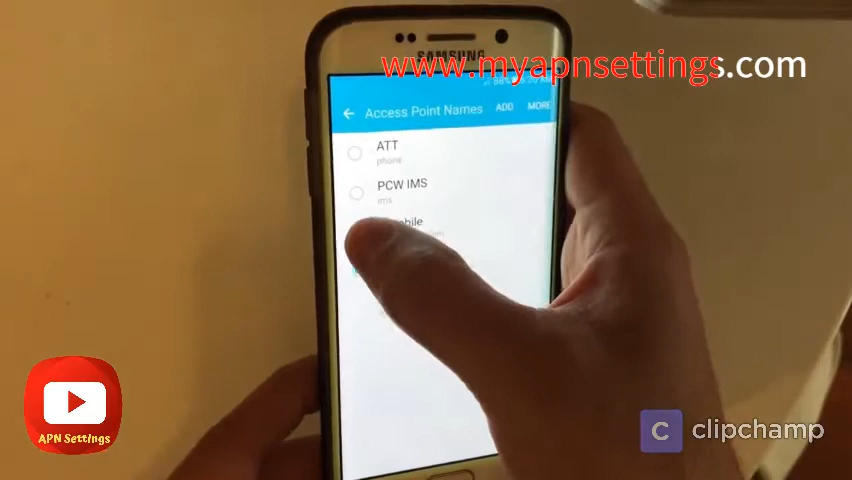 SAMSUNG
www.myapnsettings.com
Access Point Names ADD MORE
ATT
phone
PCW IMS
ims
APN Settings
clipchamp